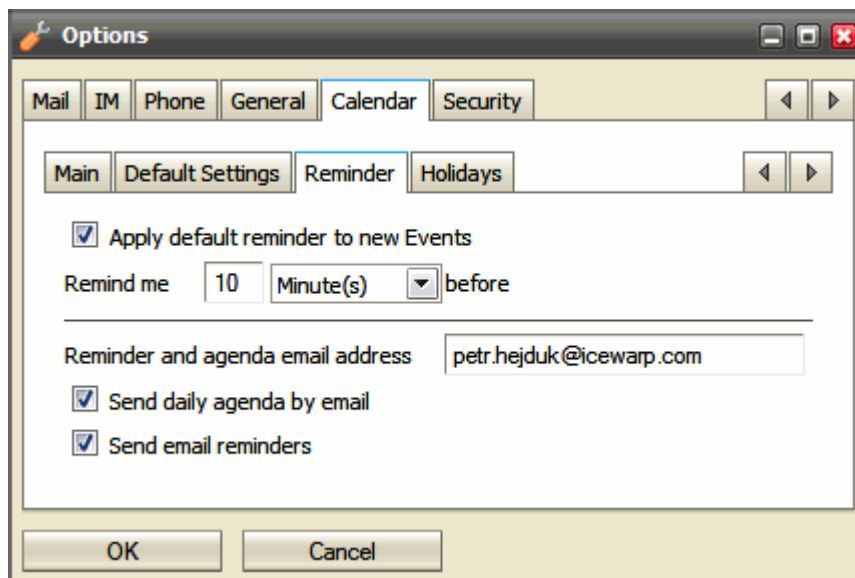 Options
Mail IM Phone General Calendar Security
Main Default Settings Reminder Holidays
Apply default reminder to new Events
Remind me 10 Minute(s) before
Reminder and agenda email address petr.hejduk@icewarp.com
Send daily agenda by email
Send email reminders
OK Cancel